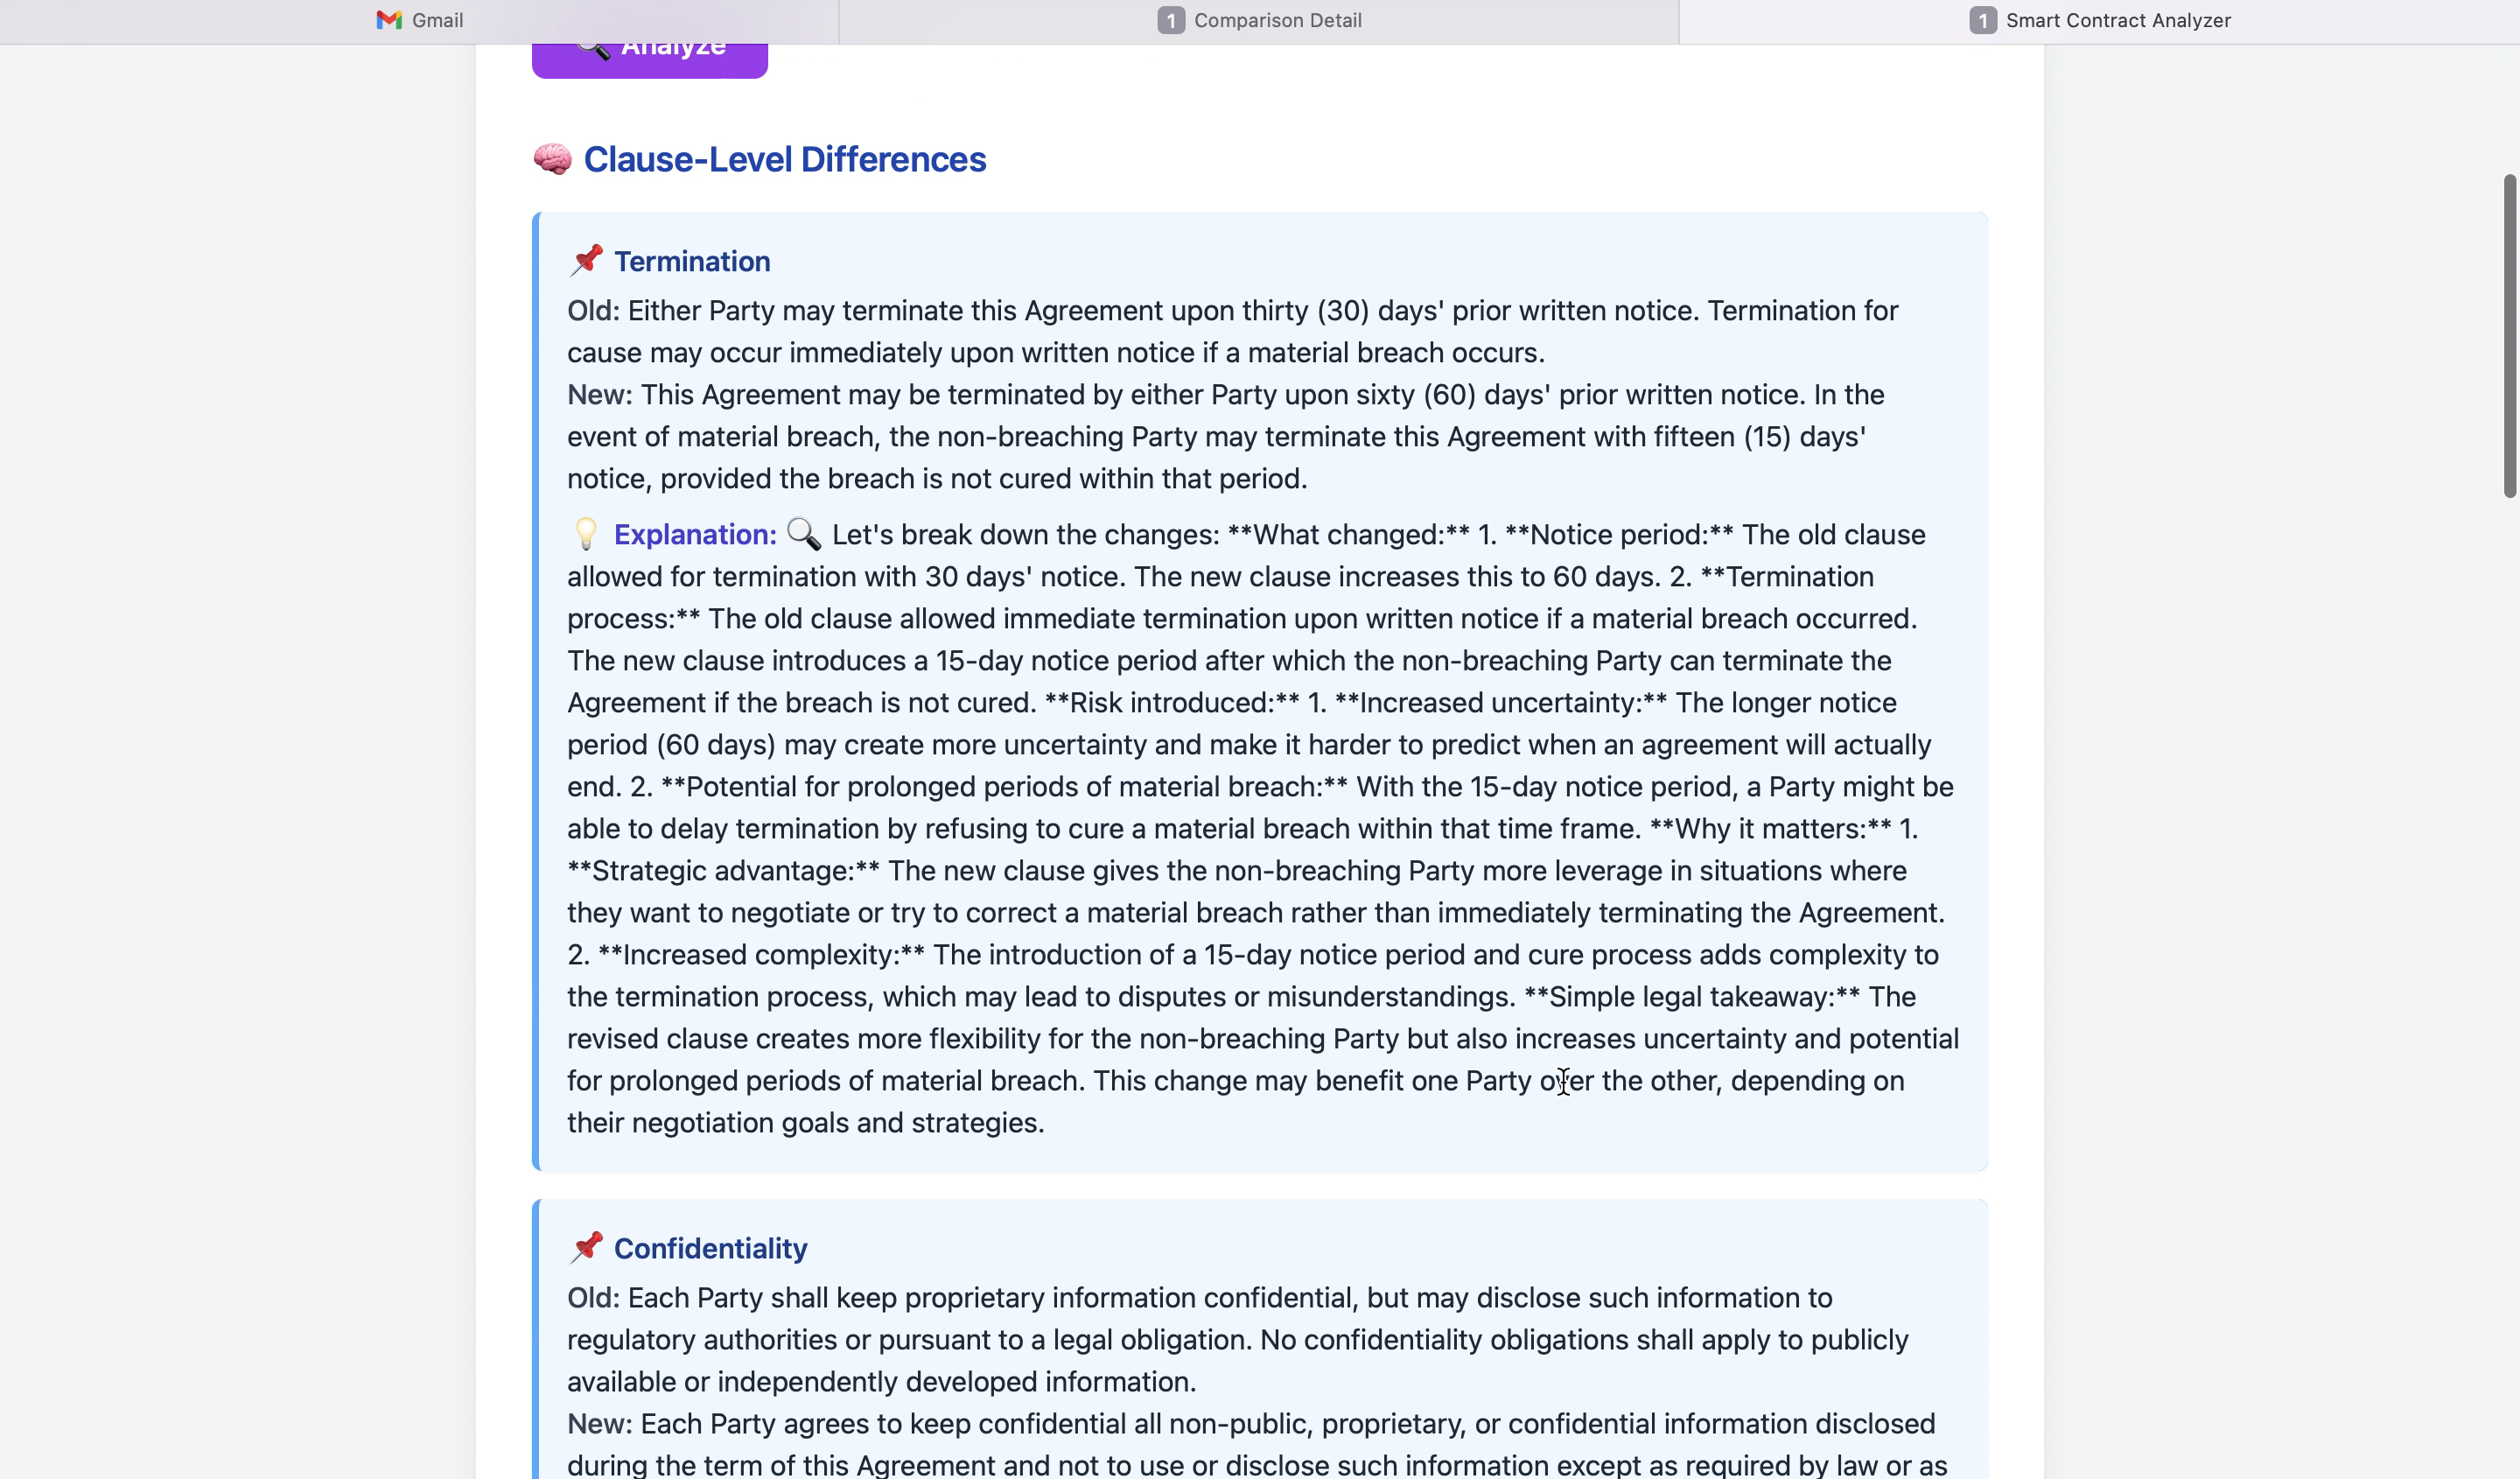 Gmail
1 Comparison Detail
1 Smart Contract Analyzer
Analyze
Clause-Level Differences
Termination
Old: Either Party may terminate this Agreement upon thirty (30) days' prior written notice. Termination for
cause may occur immediately upon written notice if a material breach occurs.
New: This Agreement may be terminated by either Party upon sixty (60) days' prior written notice. In the
event of material breach, the non-breaching Party may terminate this Agreement with fifteen (15) days'
notice, provided the breach is not cured within that period.
Explanation: Let's break down the changes: **What changed:** 1. **Notice period:** The old clause
allowed for termination with 30 days' notice. The new clause increases this to 60 days. 2. **Termination
process:** The old clause allowed immediate termination upon written notice if a material breach occurred.
The new clause introduces a 15-day notice period after which the non-breaching Party can terminate the
Agreement if the breach is not cured. **Risk introduced:** 1. **Increased uncertainty:** The longer notice
period (60 days) may create more uncertainty and make it harder to predict when an agreement will actually
end. 2. **Potential for prolonged periods of material breach:** With the 15-day notice period, a Party might be
able to delay termination by refusing to cure a material breach within that time frame. **Why it matters:** 1.
**Strategic advantage:** The new clause gives the non-breaching Party more leverage in situations where
they want to negotiate or try to correct a material breach rather than immediately terminating the Agreement.
2. **Increased complexity:** The introduction of a 15-day notice period and cure process adds complexity to
the termination process, which may lead to disputes or misunderstandings. **Simple legal takeaway:** The
revised clause creates more flexibility for the non-breaching Party but also increases uncertainty and potential
for prolonged periods of material breach. This change may benefit one Party over the other, depending on
their negotiation goals and strategies.
Confidentiality
Old: Each Party shall keep proprietary information confidential, but may disclose such information to
regulatory authorities or pursuant to a legal obligation. No confidentiality obligations shall apply to publicly
available or independently developed information.
New: Each Party agrees to keep confidential all non-public, proprietary, or confidential information disclosed
during the term of this Agreement and not to use or disclose such information except as required by law or as